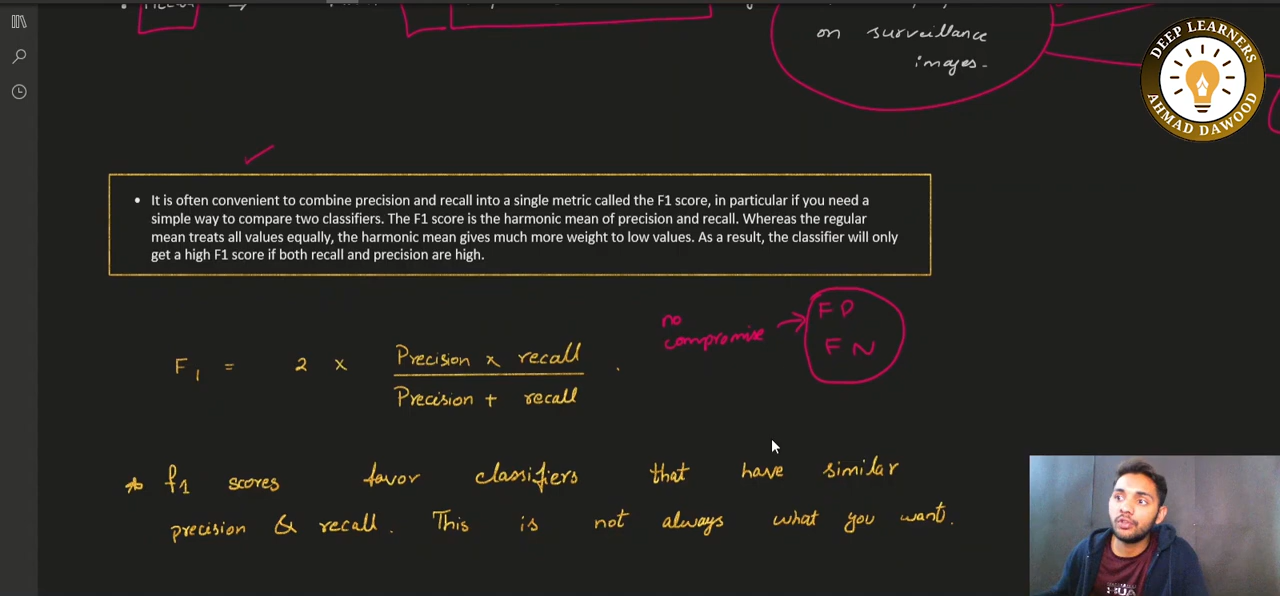 on surveillance
images.
DEEP LEARNERS
AHMAD DAWOOD
• It is often convenient to combine precision and recall into a single metric called the F1 score, in particular if you need a
simple way to compare two classifiers. The F1 score is the harmonic mean of precision and recall. Whereas the regular
mean treats all values equally, the harmonic mean gives much more weight to low values. As a result, the classifier will only
get a high F1 score if both recall and precision are high.
no
compromise →
FP
FN
F1 = 2 x Precision x recall
Precision + recall .
* f1 scores favor classifiers that have similar
precision & recall. This is not always what you want.